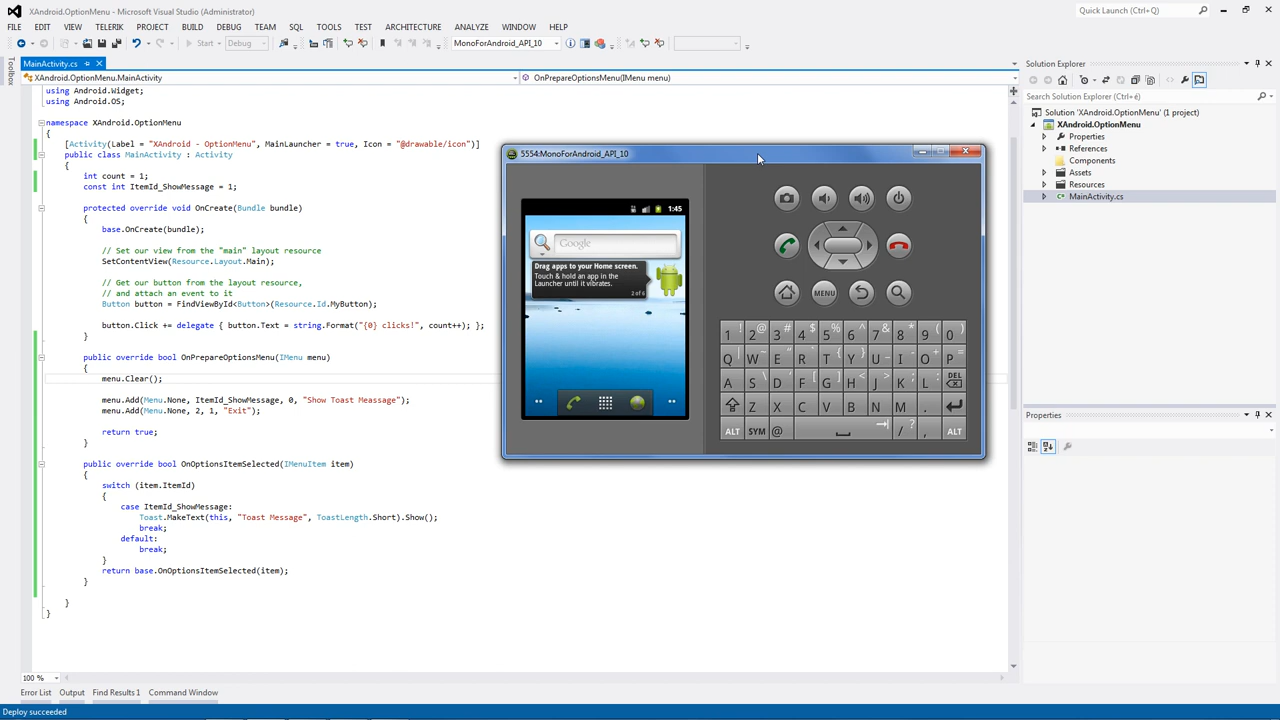 XAndroid.OptionMenu - Microsoft Visual Studio (Administrator)
Quick Launch (Ctrl+O)
FILE EDIT VIEW TELERIK PROJECT BUILD DEBUG TEAM SQL TOOLS TEST ARCHITECTURE ANALYZE WINDOW HELP
Start Debug MonoForAndroid_API_10
Toolbox
MainActivity.cs
XAndroid.OptionMenu.MainActivity
OnPrepareOptionsMenu(IMenu menu)
using Android.Widget;
using Android.OS;
namespace XAndroid.OptionMenu
{
[Activity(Label = "XAndroid - OptionMenu", MainLauncher = true, Icon = "@drawable/icon")]
public class MainActivity : Activity
{
int count = 1;
const int ItemId_ShowMessage = 1;
protected override void OnCreate(Bundle bundle)
{
base.OnCreate(bundle);
// Set our view from the "main" layout resource
SetContentView(Resource.Layout.Main);
// Get our button from the layout resource,
// and attach an event to it
Button button = FindViewById<Button>(Resource.Id.MyButton);
button.Click += delegate { button.Text = string.Format("{0} clicks!", count++); };
}
public override bool OnPrepareOptionsMenu(IMenu menu)
{
menu.Clear();
menu.Add(Menu.None, ItemId_ShowMessage, 0, "Show Toast Meassage");
menu.Add(Menu.None, 2, 1, "Exit");
return true;
}
public override bool OnOptionsItemSelected(IMenuItem item)
{
switch (item.ItemId)
{
case ItemId_ShowMessage:
Toast.MakeText(this, "Toast Message", ToastLength.Short).Show();
break;
default:
break;
}
return base.OnOptionsItemSelected(item);
}
}
}
100 %
Error List Output Find Results 1 Command Window
Deploy succeeded
5554:MonoForAndroid_API_10
1:45
Google
Drag apps to your Home screen.
Touch & hold an app in the
Launcher until it vibrates.
2 of 6
MENU
1 ! 2 @ 3 # 4 $ 5 % 6 ^ 7 & 8 * 9 ( 0 )
Q W ~ E " R ` T { Y } U _ I - O + P =
A S \ D ' F [ G ] H < J > K ; L : DEL
Z X C V B N M .
ALT SYM @ / ? , ALT
Solution Explorer
Search Solution Explorer (Ctrl+é)
Solution 'XAndroid.OptionMenu' (1 project)
XAndroid.OptionMenu
Properties
References
Components
Assets
Resources
MainActivity.cs
Properties